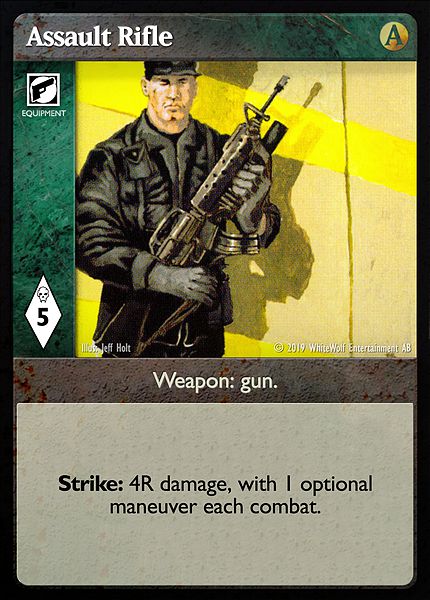 Assault Rifle
A
EQUIPMENT
5
Illus: Jeff Holt
© 2019 WhiteWolf Entertainment AB
Weapon: gun.
Strike: 4R damage, with 1 optional
maneuver each combat.